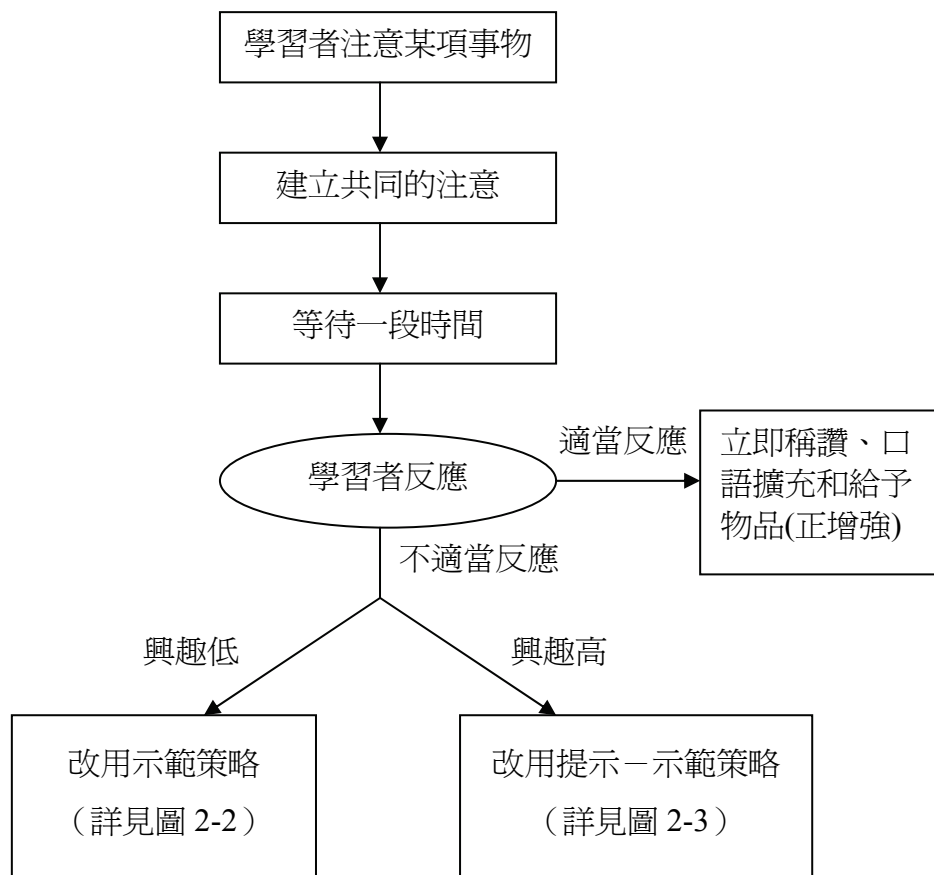 學習者注意某項事物
建立共同的注意
等待一段時間
學習者反應
適當反應
立即稱讚、口
語擴充和給予
物品(正增強)
不適當反應
興趣低
興趣高
改用示範策略
（詳見圖 2-2）
改用提示－示範策略
（詳見圖 2-3）